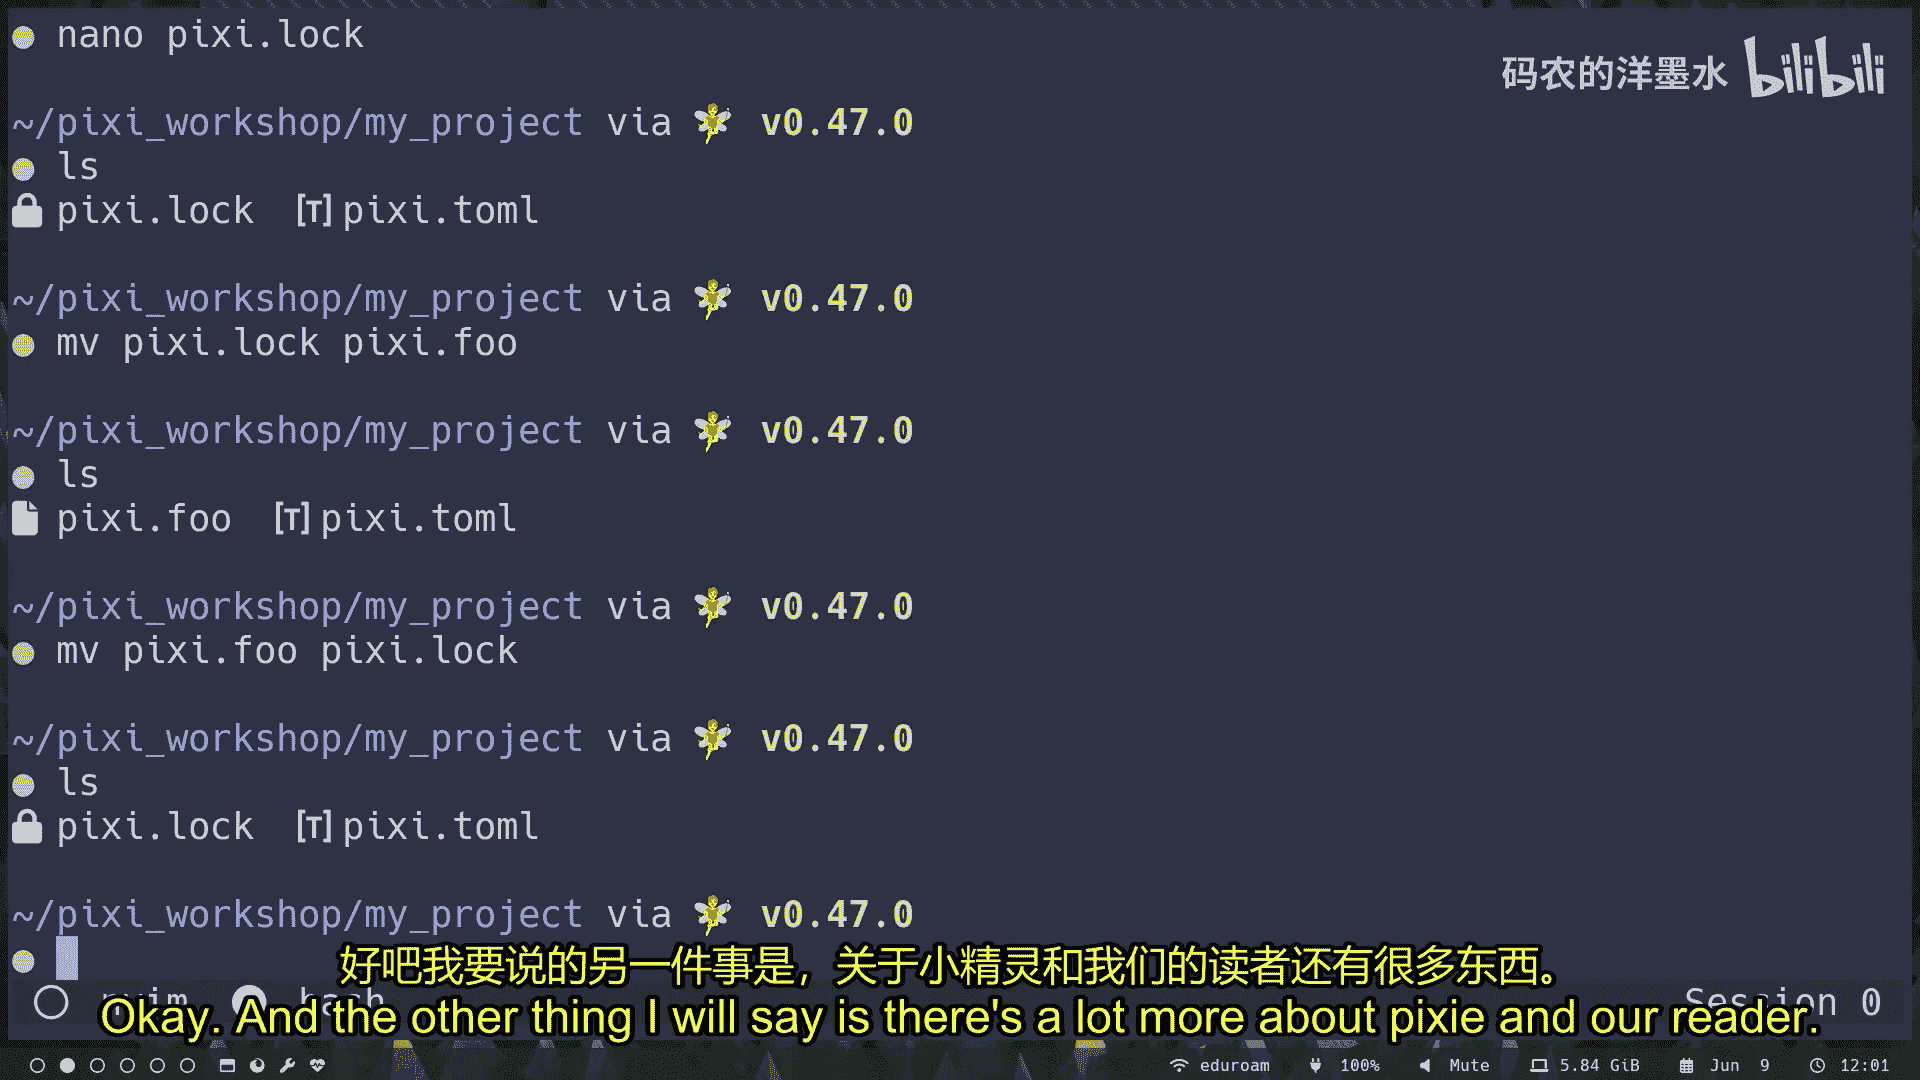 nano pixi.lock
码农的洋墨水 bilibili
~/pixi_workshop/my_project via v0.47.0
ls
pixi.lock [T] pixi.toml
~/pixi_workshop/my_project via v0.47.0
mv pixi.lock pixi.foo
~/pixi_workshop/my_project via v0.47.0
ls
pixi.foo [T] pixi.toml
~/pixi_workshop/my_project via v0.47.0
mv pixi.foo pixi.lock
~/pixi_workshop/my_project via v0.47.0
ls
pixi.lock [T] pixi.toml
~/pixi_workshop/my_project via v0.47.0
好吧我要说的另一件事是，关于小精灵和我们的读者还有很多东西。
nvim bash Session 0
Okay. And the other thing I will say is there's a lot more about pixie and our reader.
eduroam 100% Mute 5.84 GiB Jun 9 12:01